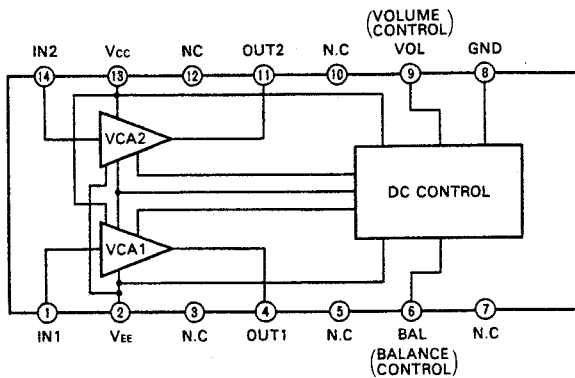 (VOLUME CONTROL)
IN2 Vcc NC OUT2 N.C VOL GND
14 13 12 11 10 9 8
VCA2
DC CONTROL
VCA1
1 2 3 4 5 6 7
IN1 VEE N.C OUT1 N.C BAL N.C
(BALANCE CONTROL)